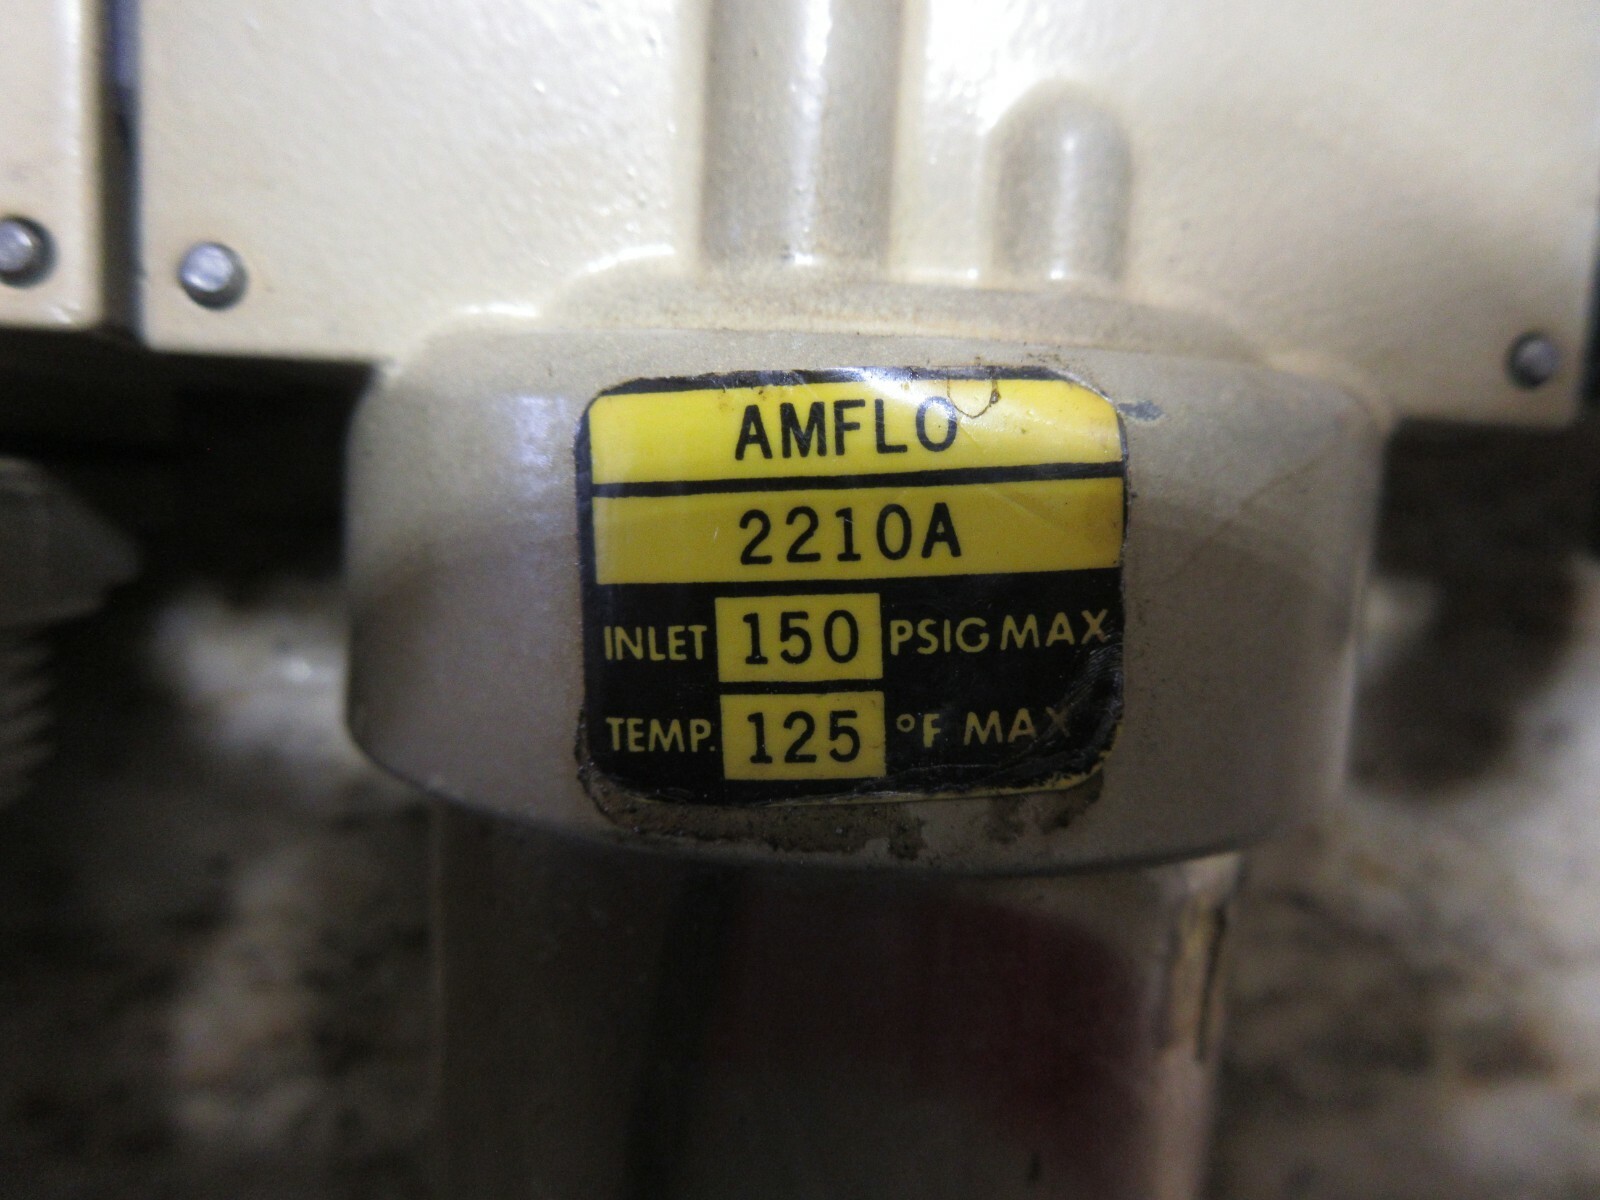 AMFLO
2210A
INLET 150 PSIG MAX
TEMP. 125 °F MAX